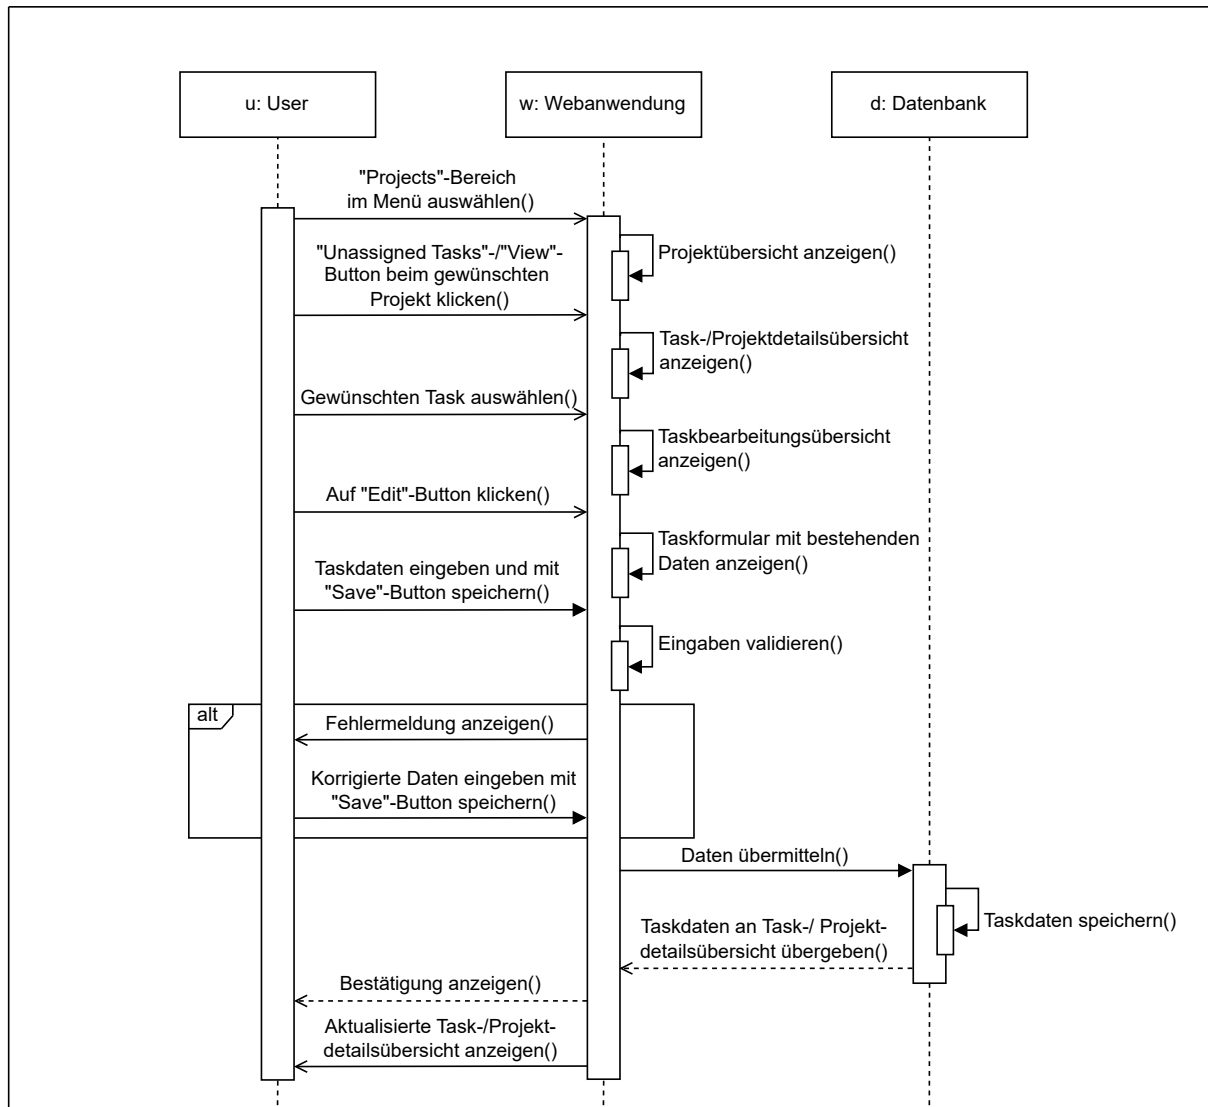 u: User
w: Webanwendung
d: Datenbank
"Projects"-Bereich
im Menü auswählen()
Projektübersicht anzeigen()
"Unassigned Tasks"-/"View"-
Button beim gewünschten
Projekt klicken()
Task-/Projektdetailsübersicht
anzeigen()
Gewünschten Task auswählen()
Taskbearbeitungsübersicht
anzeigen()
Auf "Edit"-Button klicken()
Taskformular mit bestehenden
Daten anzeigen()
Taskdaten eingeben und mit
"Save"-Button speichern()
Eingaben validieren()
alt
Fehlermeldung anzeigen()
Korrigierte Daten eingeben mit
"Save"-Button speichern()
Daten übermitteln()
Taskdaten speichern()
Taskdaten an Task-/ Projekt-
detailsübersicht übergeben()
Bestätigung anzeigen()
Aktualisierte Task-/Projekt-
detailsübersicht anzeigen()